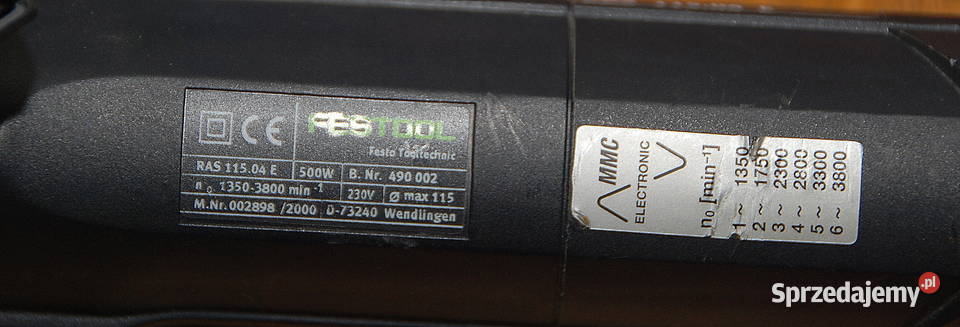 CE FESTOOL
Festo Tooltechnic
RAS 115.04 E 500W B. Nr. 490 002
n₀ 1350-3800 min⁻¹ 230V ⌀ max 115
M.Nr. 002898 /2000 D-73240 Wendlingen
MMC
ELECTRONIC
n₀ [min⁻¹]
1 ~ 1350
2 ~ 1750
3 ~ 2300
4 ~ 2800
5 ~ 3300
6 ~ 3800
Sprzedajemy.pl